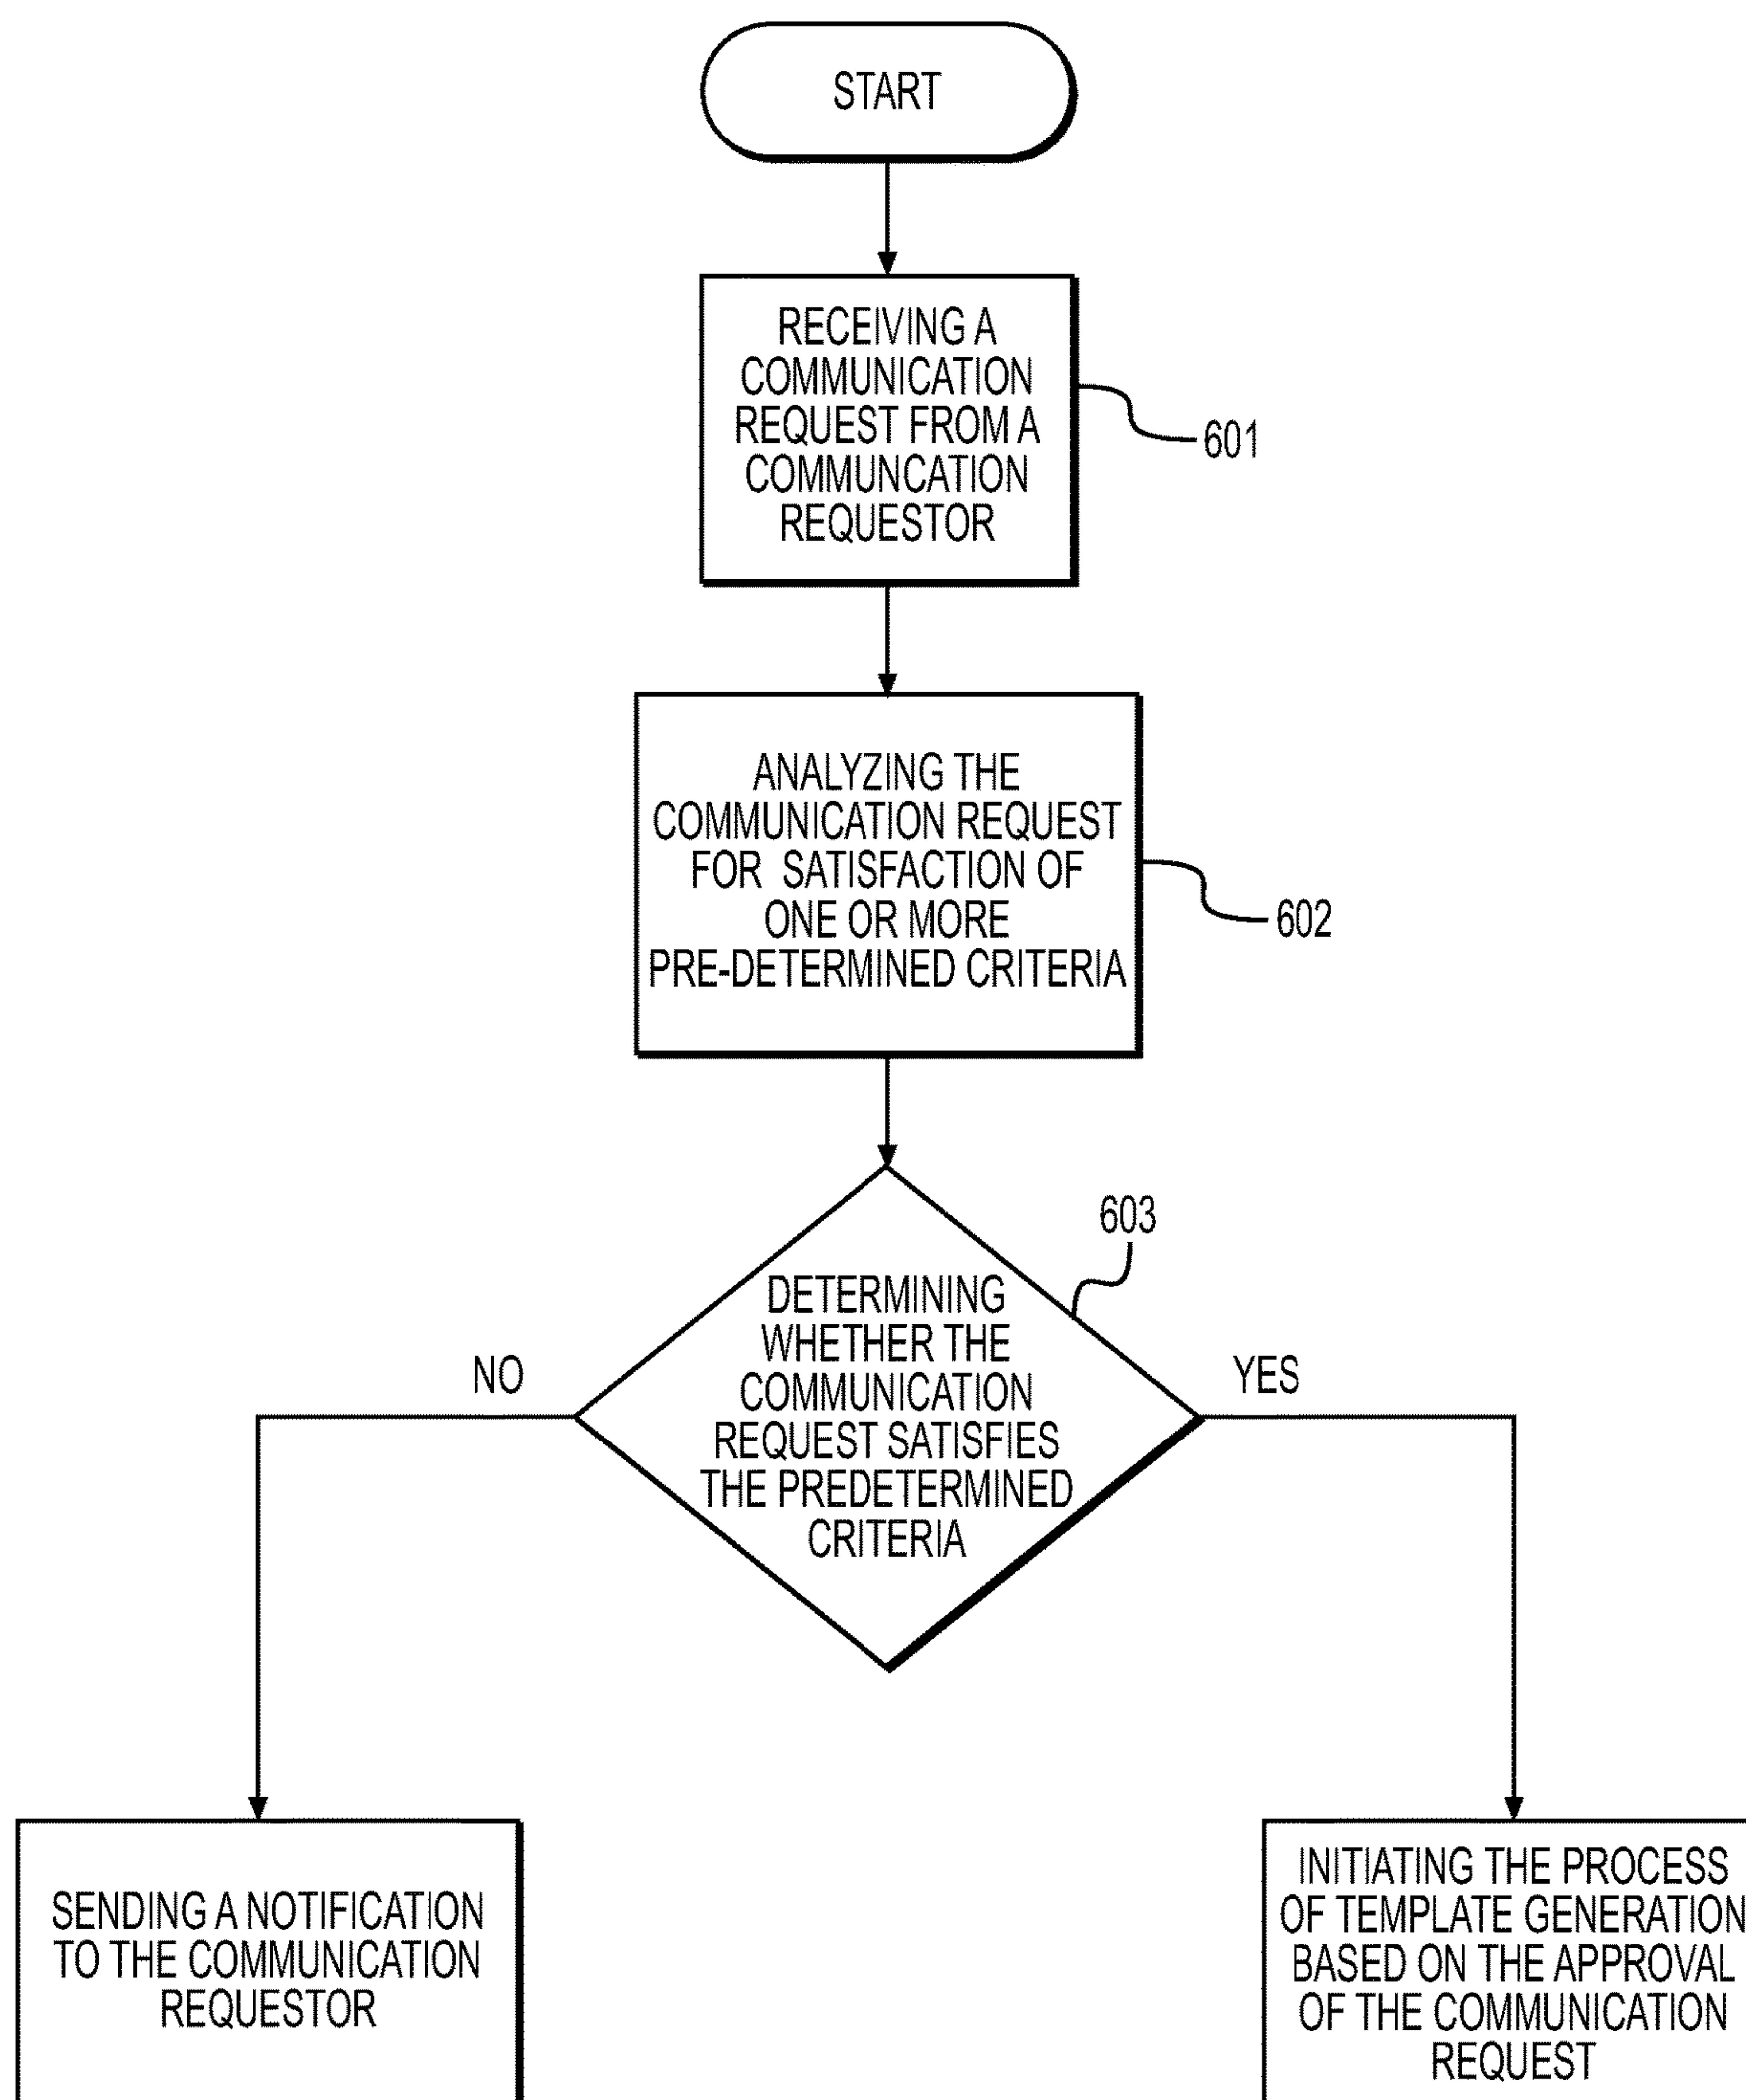 START
RECEIVING A
COMMUNICATION
REQUEST FROM A
COMMUNCATION
REQUESTOR
601
ANALYZING THE
COMMUNICATION REQUEST
FOR SATISFACTION OF
ONE OR MORE
PRE-DETERMINED CRITERIA
602
603
DETERMINING
WHETHER THE
COMMUNICATION
REQUEST SATISFIES
THE PREDETERMINED
CRITERIA
NO
YES
SENDING A NOTIFICATION
TO THE COMMUNICATION
REQUESTOR
INITIATING THE PROCESS
OF TEMPLATE GENERATION
BASED ON THE APPROVAL
OF THE COMMUNICATION
REQUEST